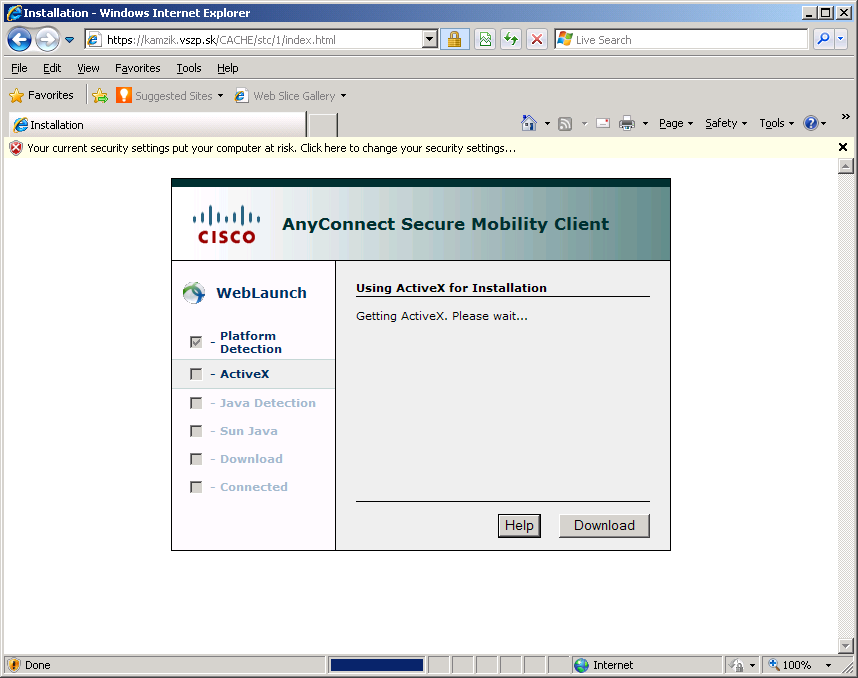 Installation - Windows Internet Explorer
https://kamzik.vszp.sk/CACHE/stc/1/index.html
Live Search
File Edit View Favorites Tools Help
Favorites Suggested Sites Web Slice Gallery
Installation
Page Safety Tools »
Your current security settings put your computer at risk. Click here to change your security settings...
CISCO
AnyConnect Secure Mobility Client
WebLaunch
- Platform
Detection
- ActiveX
- Java Detection
- Sun Java
- Download
- Connected
Using ActiveX for Installation
Getting ActiveX. Please wait...
Help Download
Done
Internet
100%